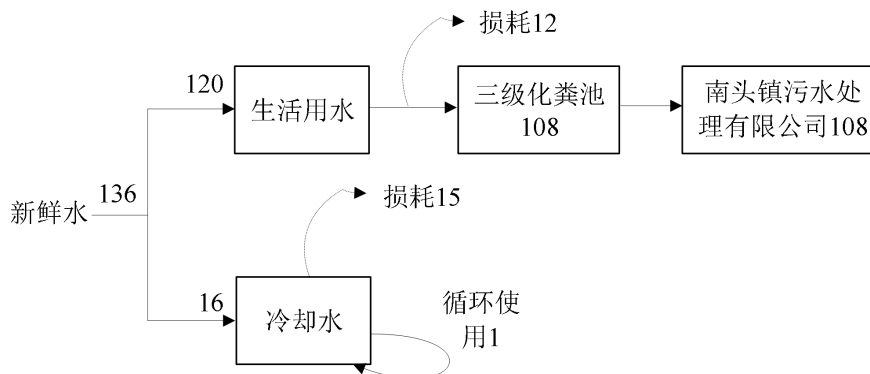 损耗12
120
生活用水
三级化粪池
108
南头镇污水处
理有限公司108
136
新鲜水
损耗15
16
冷却水
循环使
用1